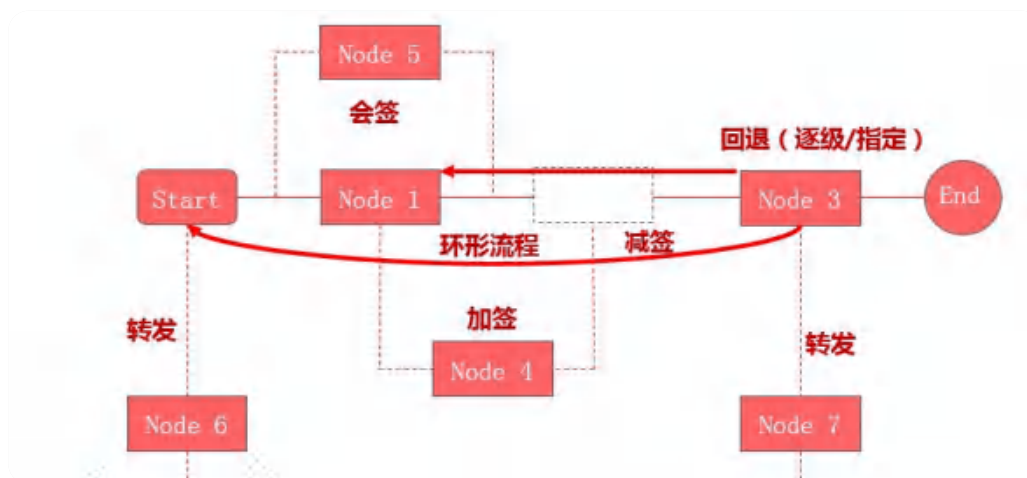 Node 5
会签
回退（逐级/指定）
Start
Node 1
Node 3
End
环形流程
减签
加签
转发
转发
Node 4
Node 6
Node 7